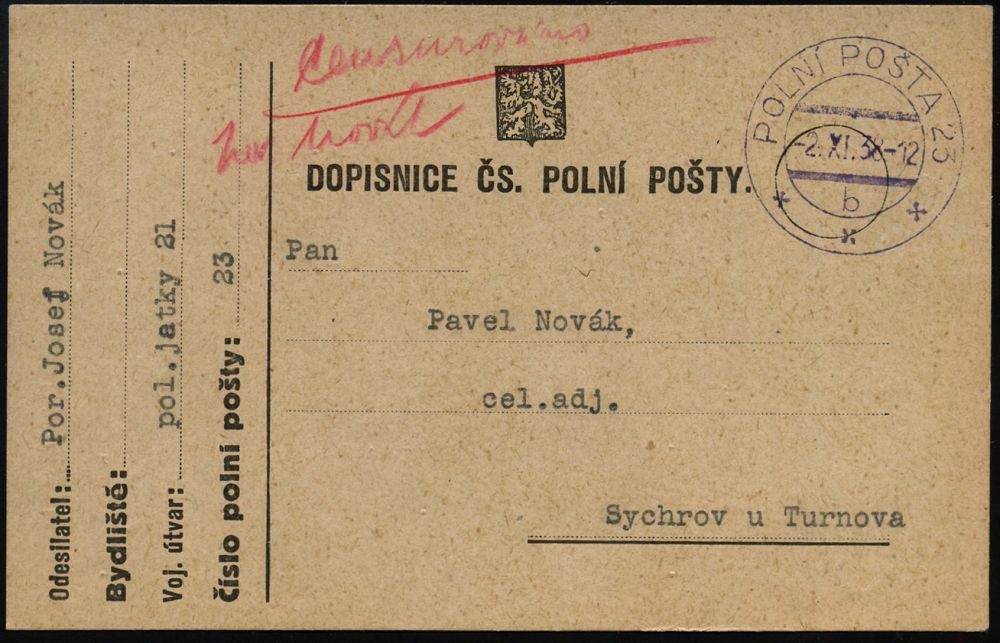 Censurováno
DOPISNICE ČS. POLNÍ POŠTY.
POLNÍ POŠTA 23
-2.XI.38-12
b
Pan
Pavel Novák,
cel.adj.
Sychrov u Turnova
Odesilatel: Por.Josef Novák
Bydliště:
Voj. útvar: pol.jatky 21
Číslo polní pošty: 23